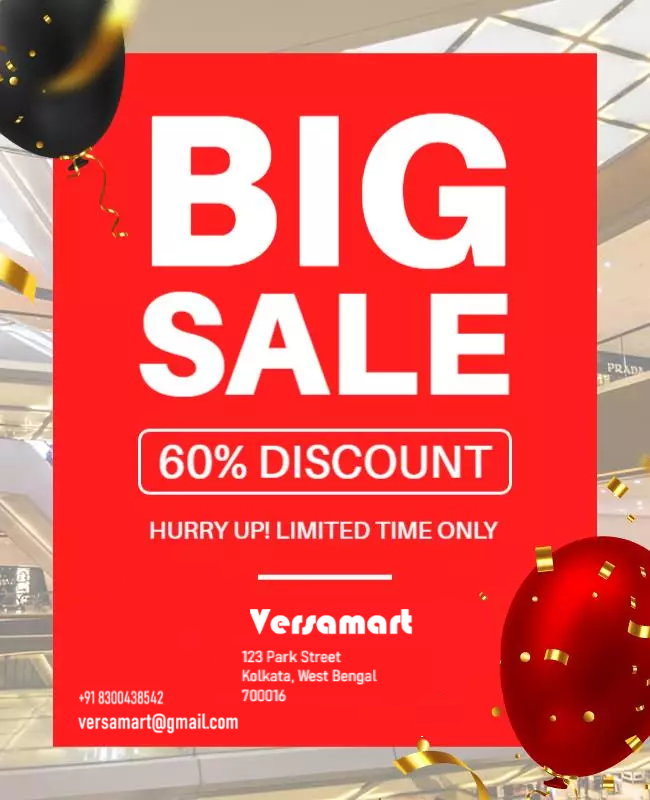 BIG
SALE
60% DISCOUNT
HURRY UP! LIMITED TIME ONLY
Versamart
123 Park Street
Kolkata, West Bengal
700016
+91 8300438542
versamart@gmail.com
PRADA